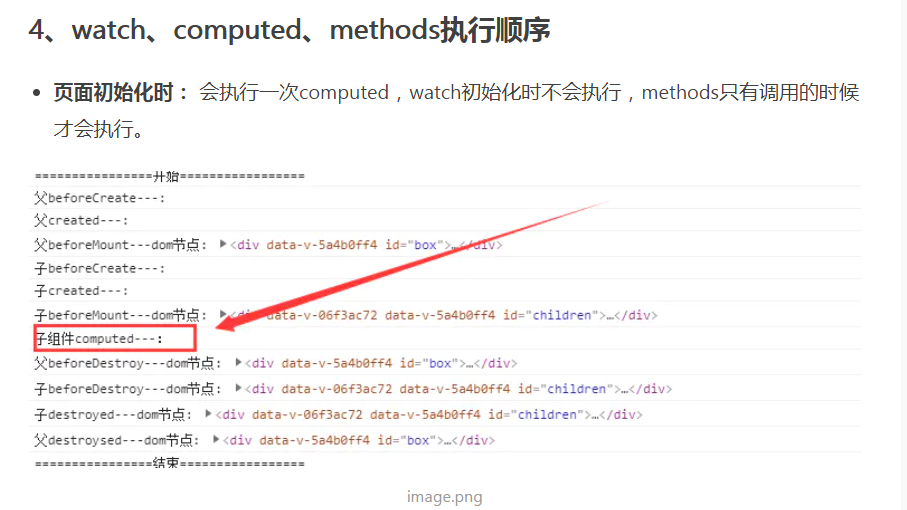 4、watch、computed、methods执行顺序
• 页面初始化时： 会执行一次computed，watch初始化时不会执行，methods只有调用的时候
才会执行。
================开始=================
父beforeCreate---:
父created---:
父beforeMount---dom节点: ▶<div data-v-5a4b0ff4 id="box">…</div>
子beforeCreate---:
子created---:
子beforeMount---dom节点: ▶<div data-v-06f3ac72 data-v-5a4b0ff4 id="children">…</div>
子组件computed---:
父beforeDestroy---dom节点: ▶<div data-v-5a4b0ff4 id="box">…</div>
子beforeDestroy---dom节点: ▶<div data-v-06f3ac72 data-v-5a4b0ff4 id="children">…</div>
子destroyed---dom节点: ▶<div data-v-06f3ac72 data-v-5a4b0ff4 id="children">…</div>
父destroysed---dom节点: ▶<div data-v-5a4b0ff4 id="box">…</div>
================结束=================
image.png